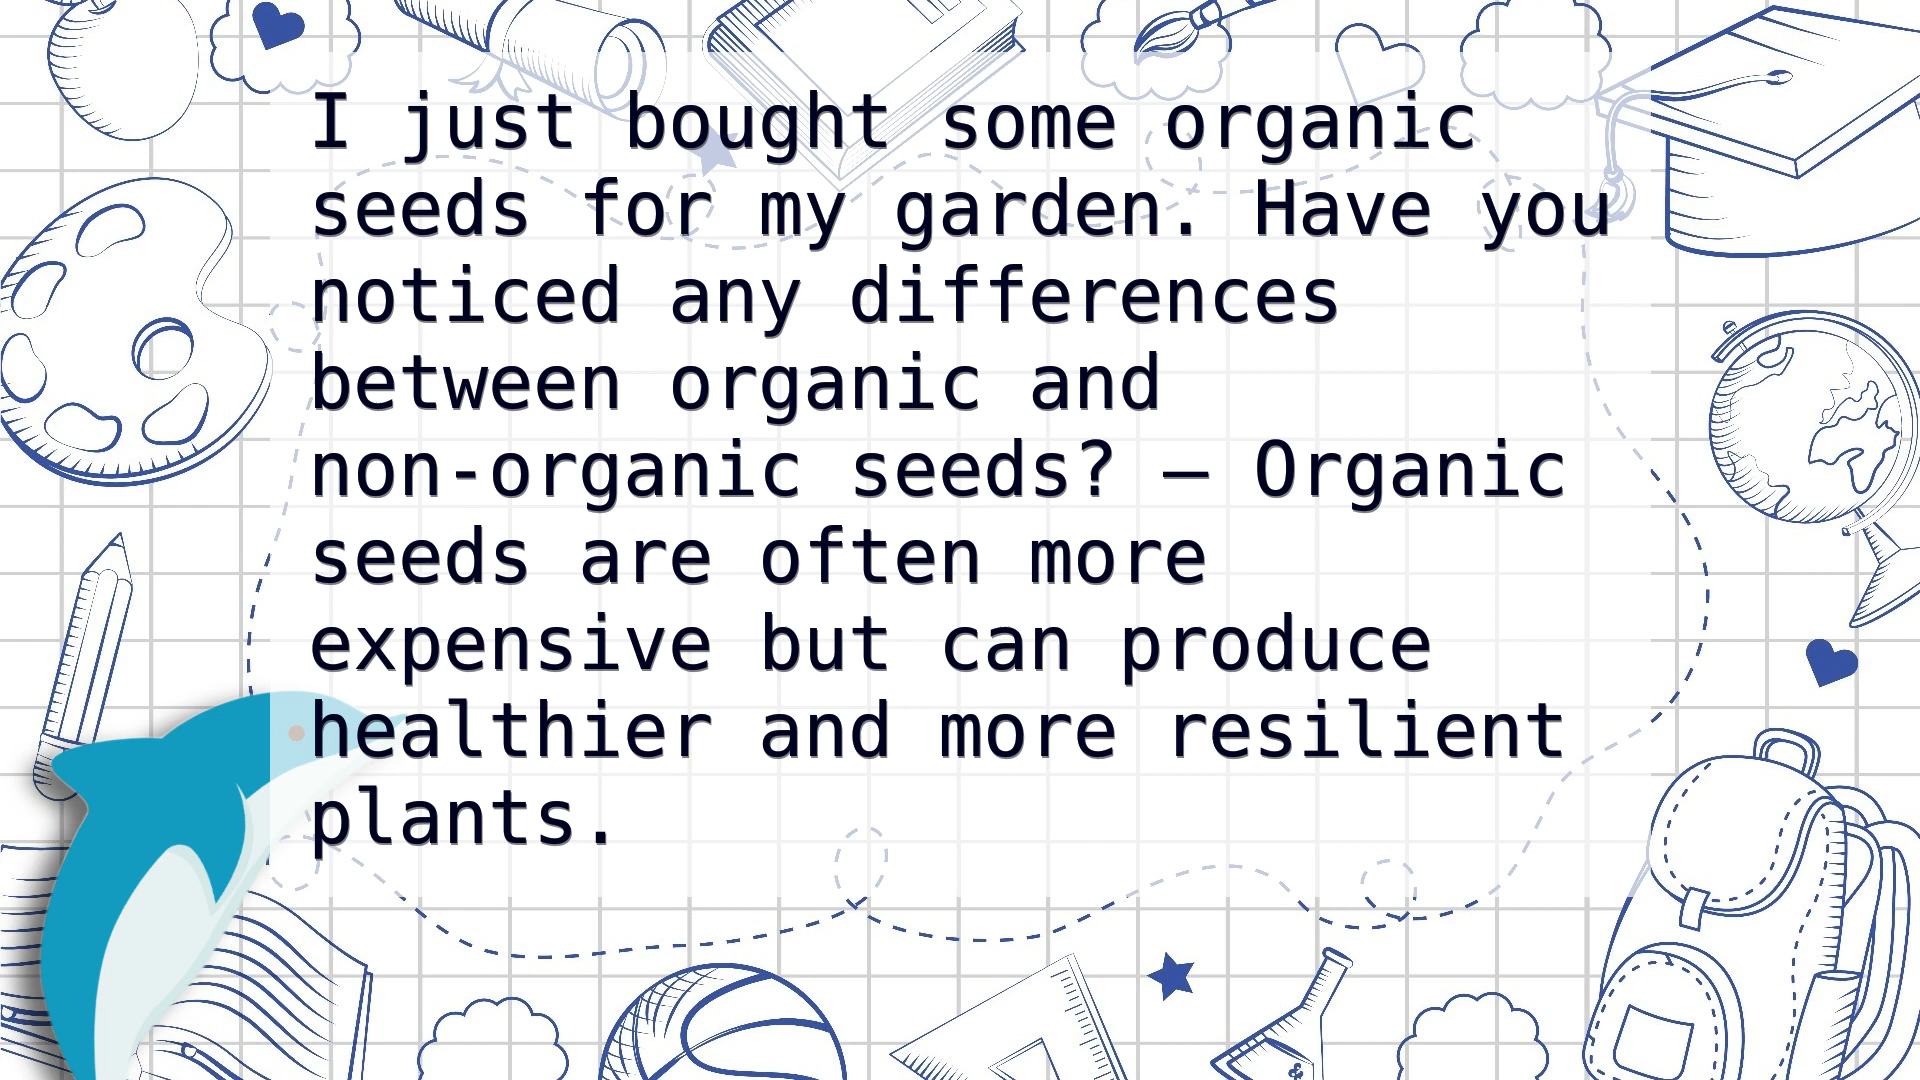 I just bought some organic
seeds for my garden. Have you
noticed any differences
between organic and
non-organic seeds? – Organic
seeds are often more
expensive but can produce
healthier and more resilient
plants.